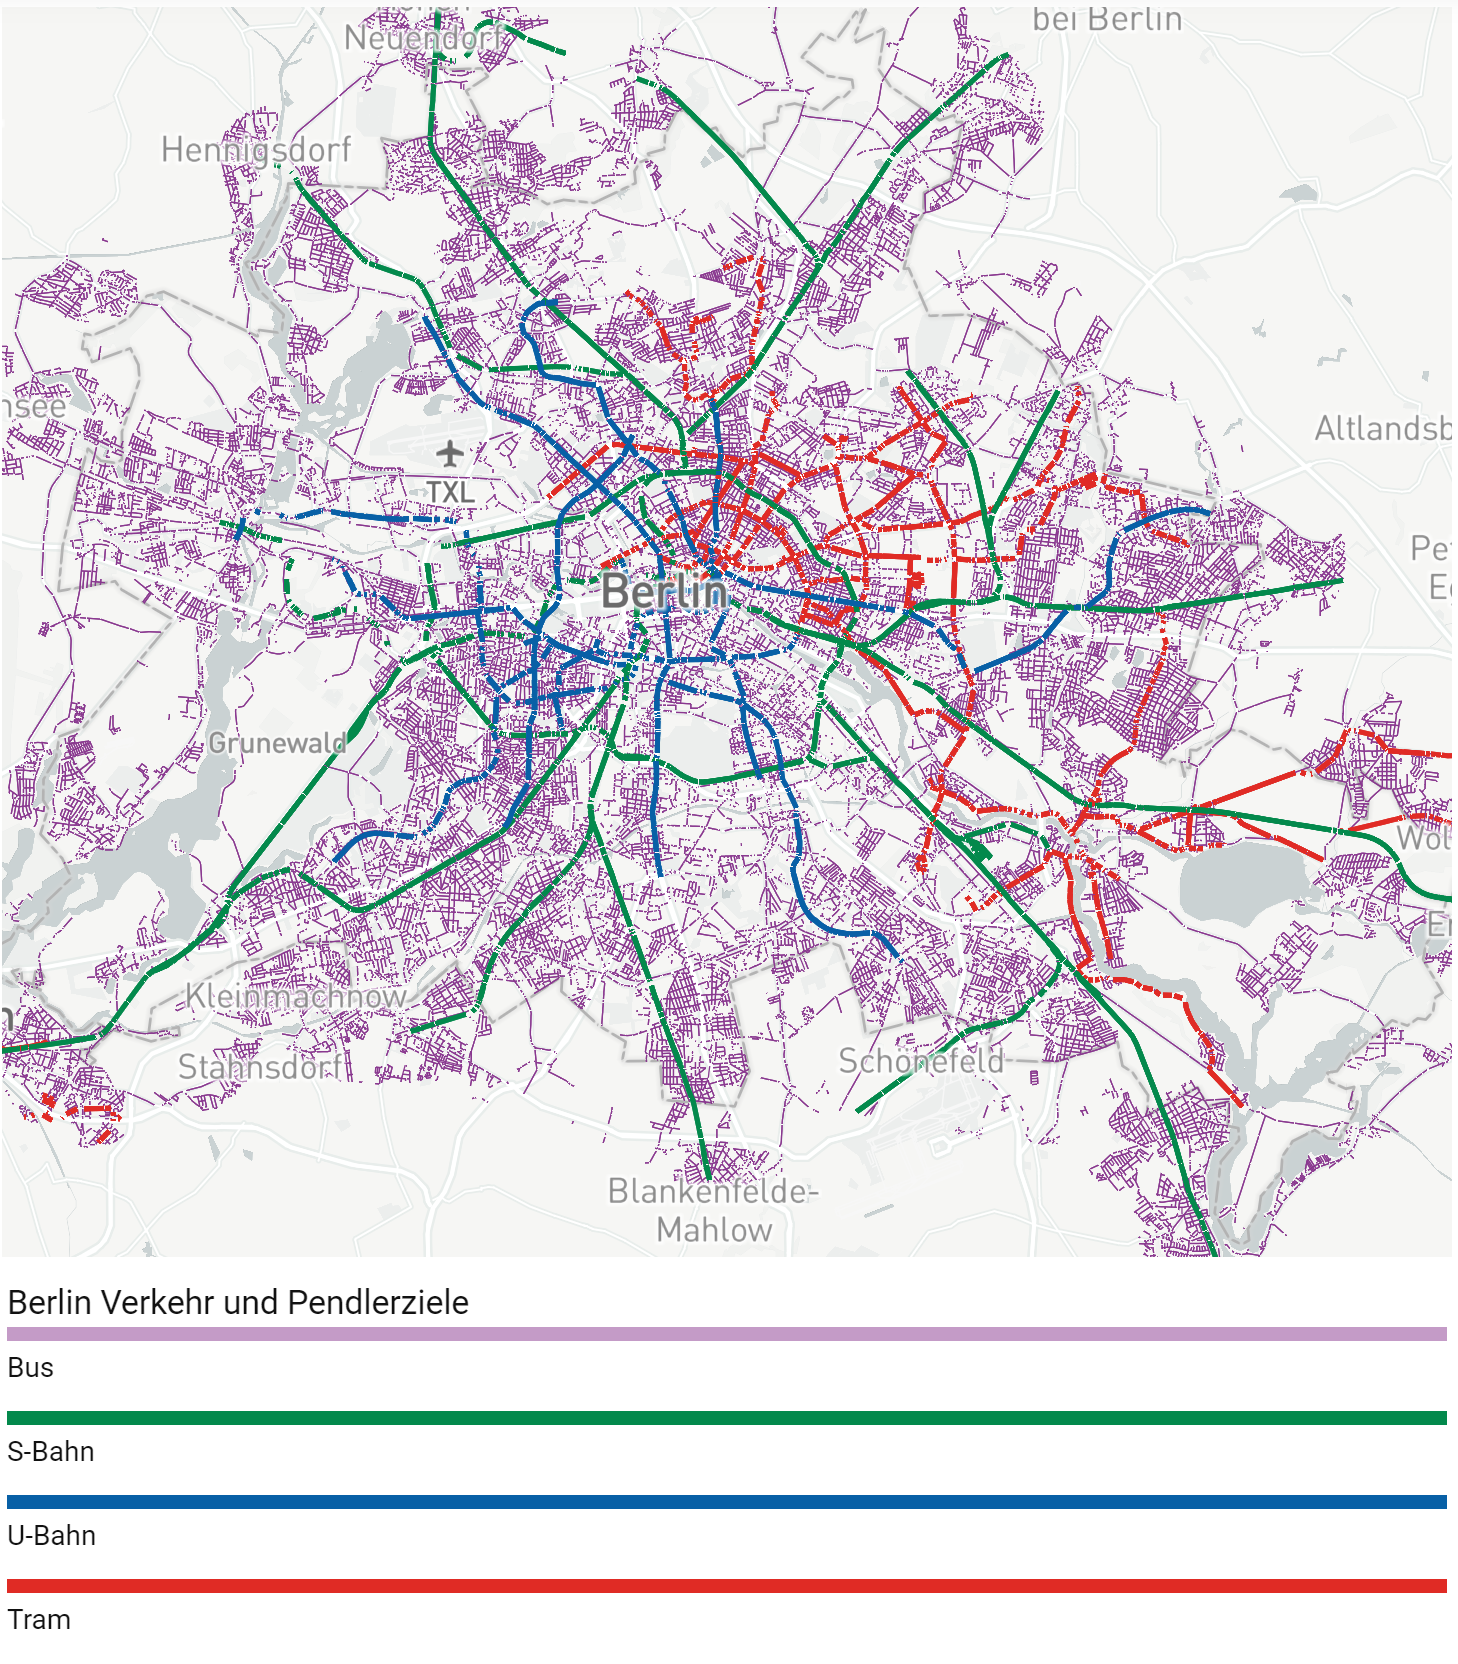 Neuendorf
bei Berlin
Hennigsdorf
nsee
Altlandsb
TXL
Pe
E
Berlin
Grunewald
Wol
Er
Kleinmachnow
n
Stahnsdorf
Schönefeld
Blankenfelde-
Mahlow
Berlin Verkehr und Pendlerziele
Bus
S-Bahn
U-Bahn
Tram